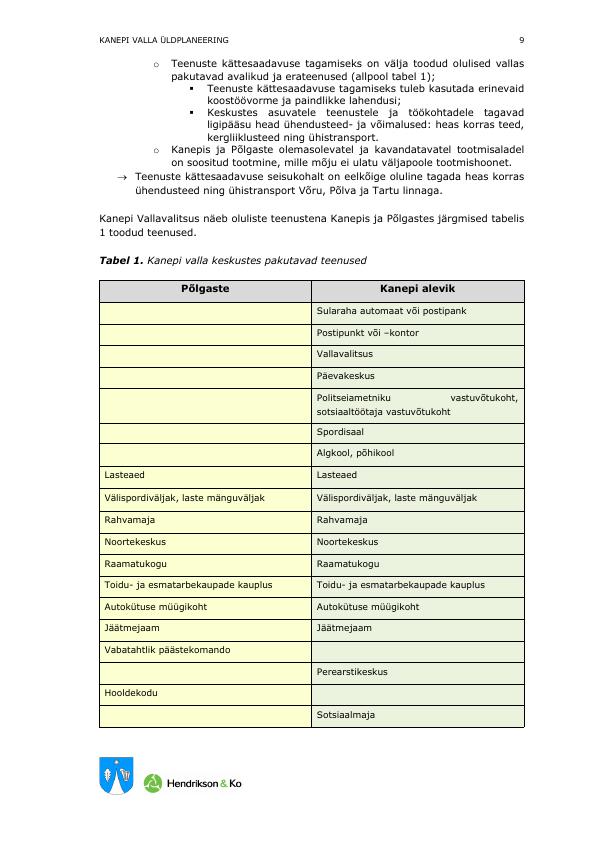 KANEPI VALLA ÜLDPLANEERING 9
o Teenuste kättesaadavuse tagamiseks on välja toodud olulised vallas
pakutavad avalikud ja erateenused (allpool tabel 1);
▪ Teenuste kättesaadavuse tagamiseks tuleb kasutada erinevaid
koostöövorme ja paindlikke lahendusi;
▪ Keskustes asuvatele teenustele ja töökohtadele tagavad
ligipääsu head ühendusteed- ja võimalused: heas korras teed,
kergliiklusteed ning ühistransport.
o Kanepis ja Põlgaste olemasolevatel ja kavandatavatel tootmisaladel
on soositud tootmine, mille mõju ei ulatu väljapoole tootmishoonet.
→ Teenuste kättesaadavuse seisukohalt on eelkõige oluline tagada heas korras
ühendusteed ning ühistransport Võru, Põlva ja Tartu linnaga.
Kanepi Vallavalitsus näeb oluliste teenustena Kanepis ja Põlgastes järgmised tabelis
1 toodud teenused.
Tabel 1. Kanepi valla keskustes pakutavad teenused
Põlgaste Kanepi alevik
Sularaha automaat või postipank
Postipunkt või –kontor
Vallavalitsus
Päevakeskus
Politseiametniku vastuvõtukoht,
sotsiaaltöötaja vastuvõtukoht
Spordisaal
Algkool, põhikool
Lasteaed Lasteaed
Välispordiväljak, laste mänguväljak Välispordiväljak, laste mänguväljak
Rahvamaja Rahvamaja
Noortekeskus Noortekeskus
Raamatukogu Raamatukogu
Toidu- ja esmatarbekaupade kauplus Toidu- ja esmatarbekaupade kauplus
Autokütuse müügikoht Autokütuse müügikoht
Jäätmejaam Jäätmejaam
Vabatahtlik päästekomando
Perearstikeskus
Hooldekodu
Sotsiaalmaja
Hendrikson & Ko